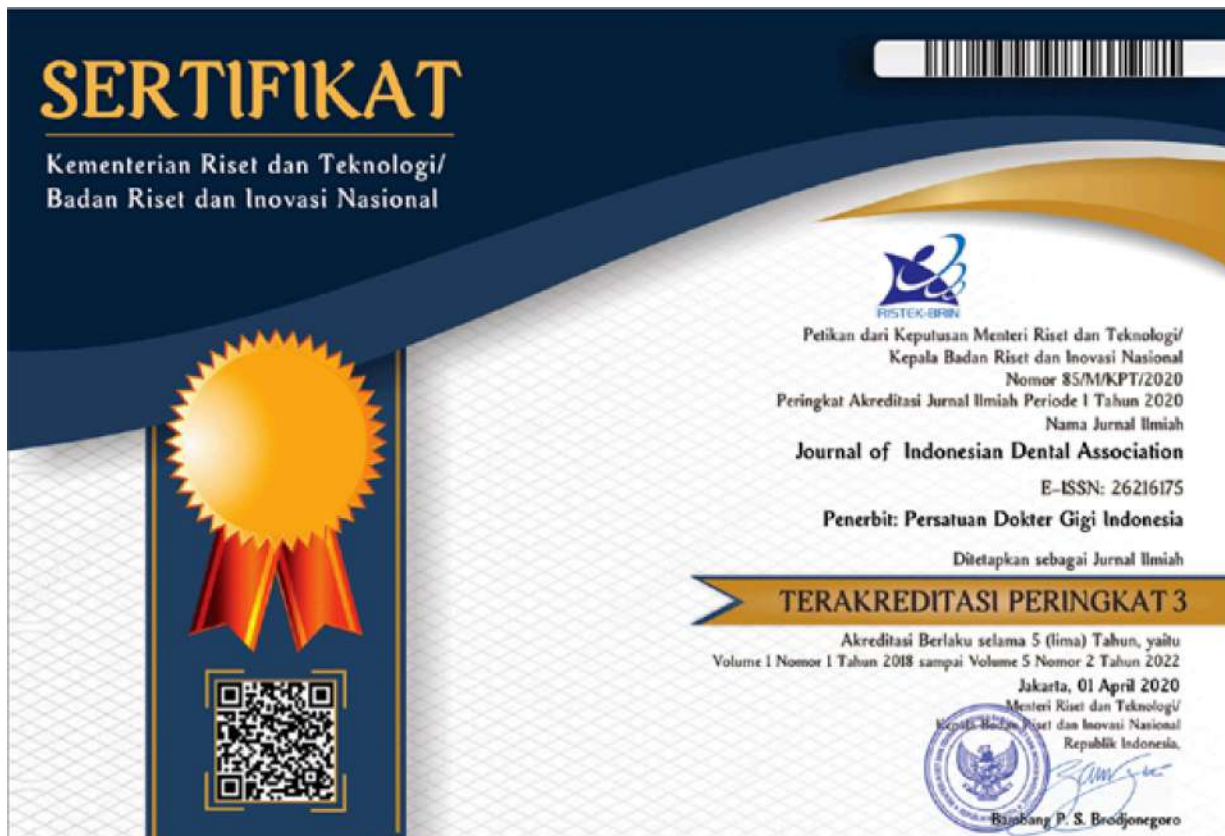 SERTIFIKAT
Kementerian Riset dan Teknologi/
Badan Riset dan Inovasi Nasional
RISTEK-BRIN
Petikan dari Keputusan Menteri Riset dan Teknologi/
Kepala Badan Riset dan Inovasi Nasional
Nomor 85/M/KPT/2020
Peringkat Akreditasi Jurnal Ilmiah Periode I Tahun 2020
Nama Jurnal Ilmiah
Journal of Indonesian Dental Association
E-ISSN: 26216175
Penerbit: Persatuan Dokter Gigi Indonesia
Ditetapkan sebagai Jurnal Ilmiah
TERAKREDITASI PERINGKAT 3
Akreditasi Berlaku selama 5 (lima) Tahun, yaitu
Volume 1 Nomor 1 Tahun 2018 sampai Volume 5 Nomor 2 Tahun 2022
Jakarta, 01 April 2020
Menteri Riset dan Teknologi/
Kepala Badan Riset dan Inovasi Nasional
Republik Indonesia,
Bambang P. S. Brodjonegoro